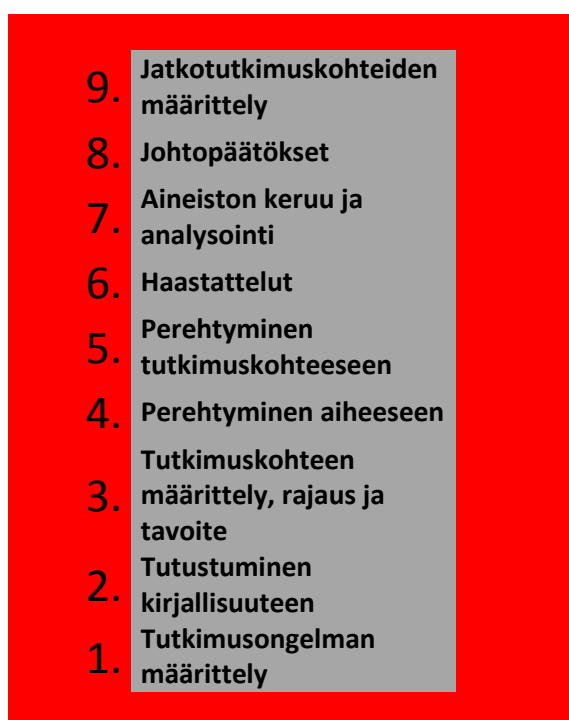 9. Jatkotutkimuskohteiden
määrittely
8. Johtopäätökset
7. Aineiston keruu ja
analysointi
6. Haastattelut
5. Perehtyminen
tutkimuskohteeseen
4. Perehtyminen aiheeseen
3. Tutkimuskohteen
määrittely, rajaus ja
tavoite
2. Tutustuminen
kirjallisuuteen
1. Tutkimusongelman
määrittely